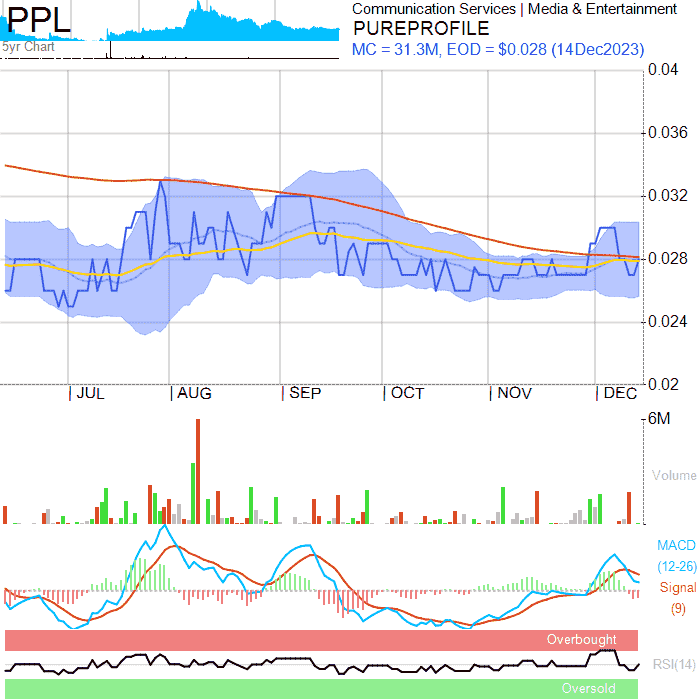 PPL
5yr Chart
Communication Services | Media & Entertainment
PUREPROFILE
MC = 31.3M, EOD = $0.028 (14Dec2023)
0.04
0.036
0.032
0.028
0.024
0.02
JUL AUG SEP OCT NOV DEC
6M
Volume
MACD
(12-26)
Signal
(9)
Overbought
RSI(14)
Oversold